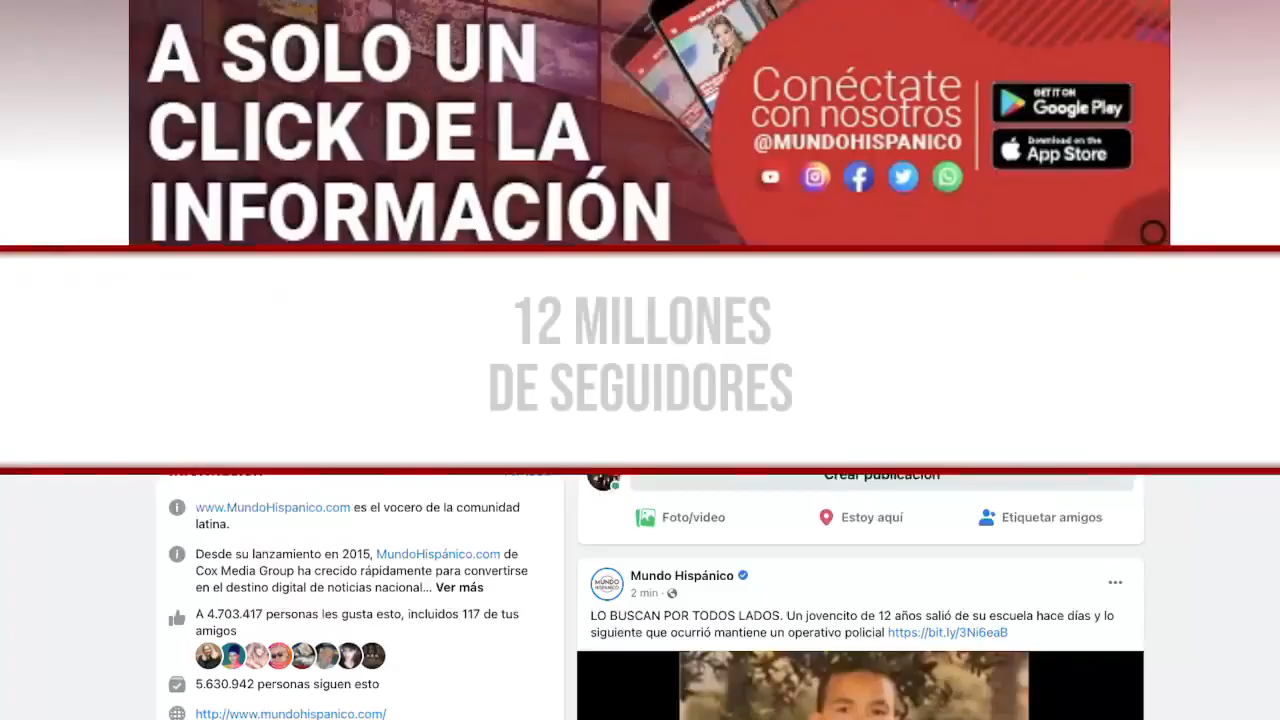 A SOLO UN
CLICK DE LA
INFORMACIÓN
Conéctate
con nosotros
@MUNDOHISPANICO
GET IT ON
Google Play
Download on the
App Store
12 MILLONES
DE SEGUIDORES
www.MundoHispanico.com es el vocero de la comunidad
latina.
Desde su lanzamiento en 2015, MundoHispánico.com de
Cox Media Group ha crecido rápidamente para convertirse
en el destino digital de noticias nacional... Ver más
A 4.703.417 personas les gusta esto, incluidos 117 de tus
amigos
5.630.942 personas siguen esto
http://www.mundohispanico.com/
Crear publicación
Foto/video
Estoy aquí
Etiquetar amigos
MUNDO
HISPÁNICO
Mundo Hispánico
2 min ·
LO BUSCAN POR TODOS LADOS. Un jovencito de 12 años salió de su escuela hace días y lo
siguiente que ocurrió mantiene un operativo policial https://bit.ly/3Ni6eaB